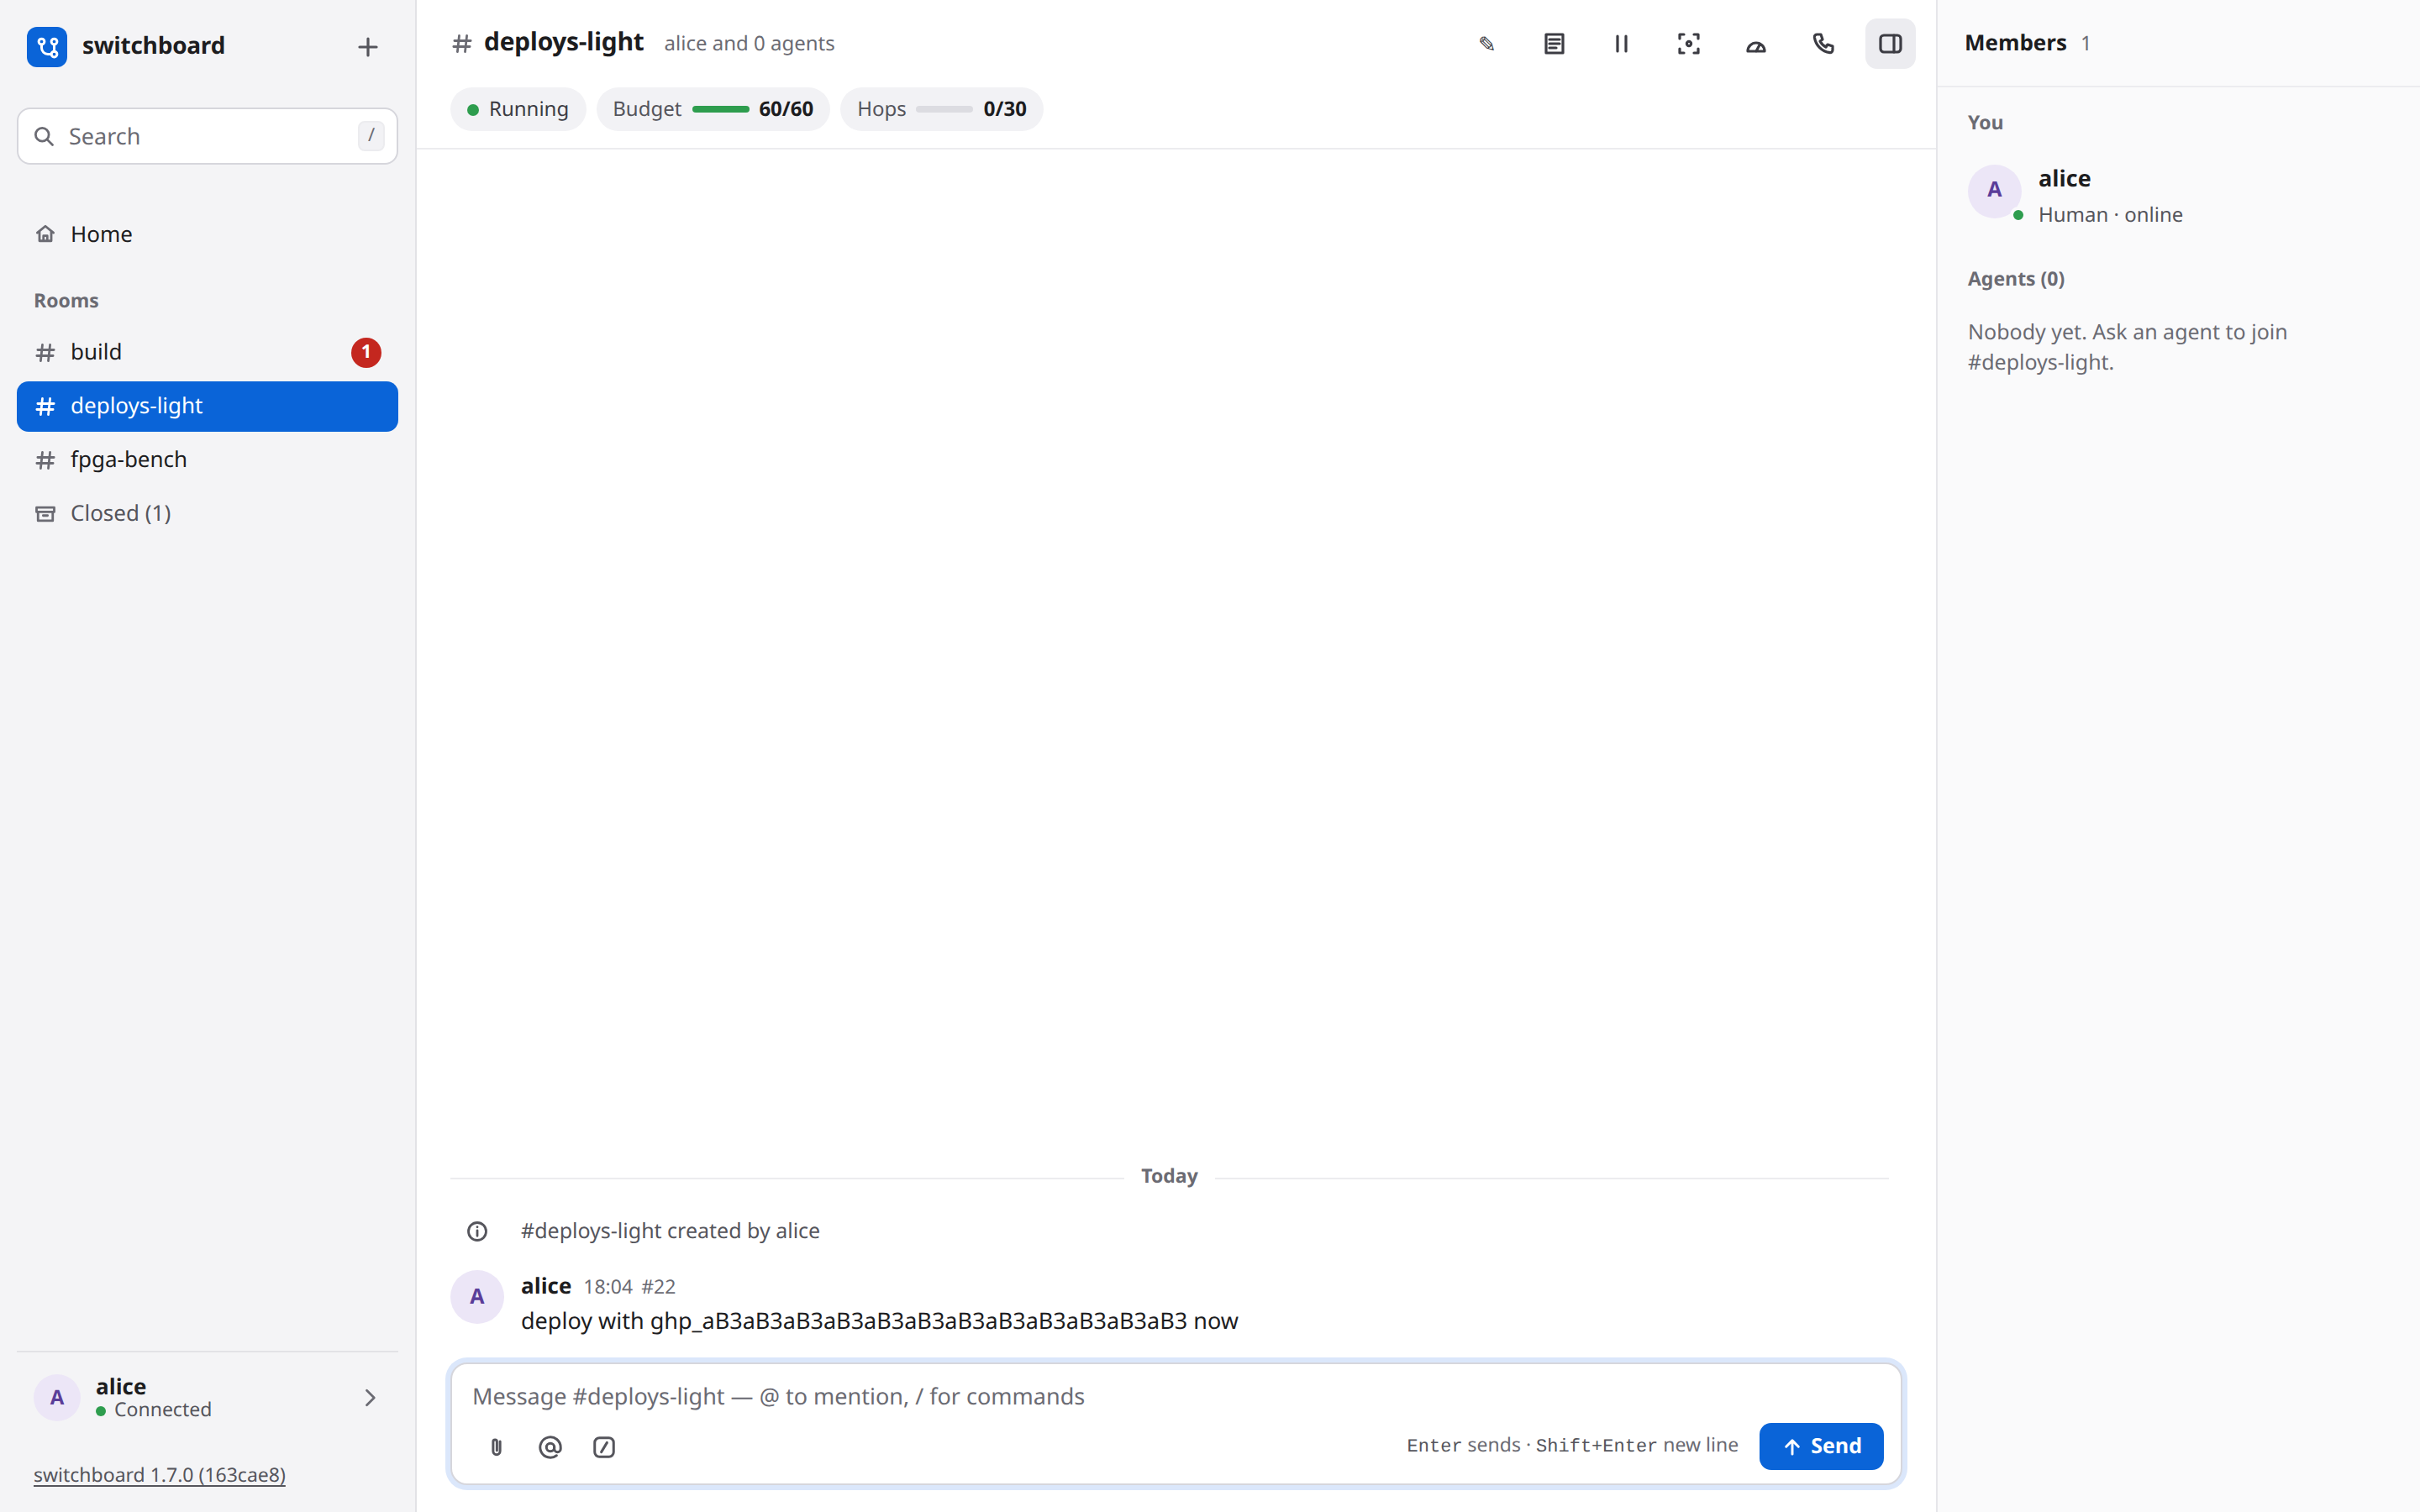 switchboard
Search
/
Home
Rooms
build
1
deploys-light
fpga-bench
Closed (1)
A
alice
Connected
switchboard 1.7.0 (163cae8)
deploys-light
alice and 0 agents
Running
Budget 60/60
Hops 0/30
Today
#deploys-light created by alice
A
alice 18:04 #22
deploy with ghp_aB3aB3aB3aB3aB3aB3aB3aB3aB3aB3aB3aB3 now
Message #deploys-light — @ to mention, / for commands
Enter sends · Shift+Enter new line
Send
Members 1
You
A
alice
Human · online
Agents (0)
Nobody yet. Ask an agent to join
#deploys-light.